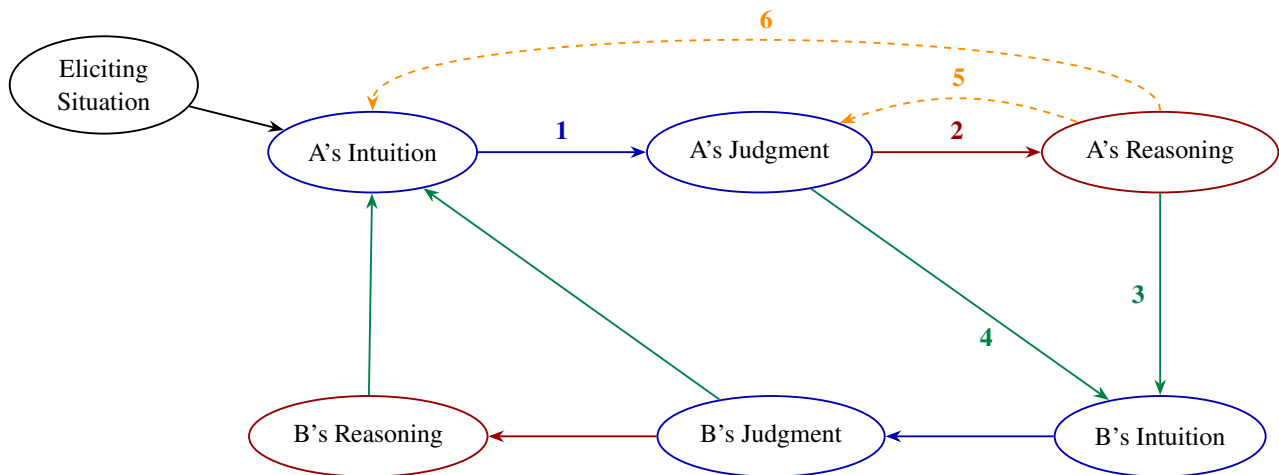 6
Eliciting
Situation
5
1
2
A's Intuition
A's Judgment
A's Reasoning
3
4
B's Reasoning
B's Judgment
B's Intuition